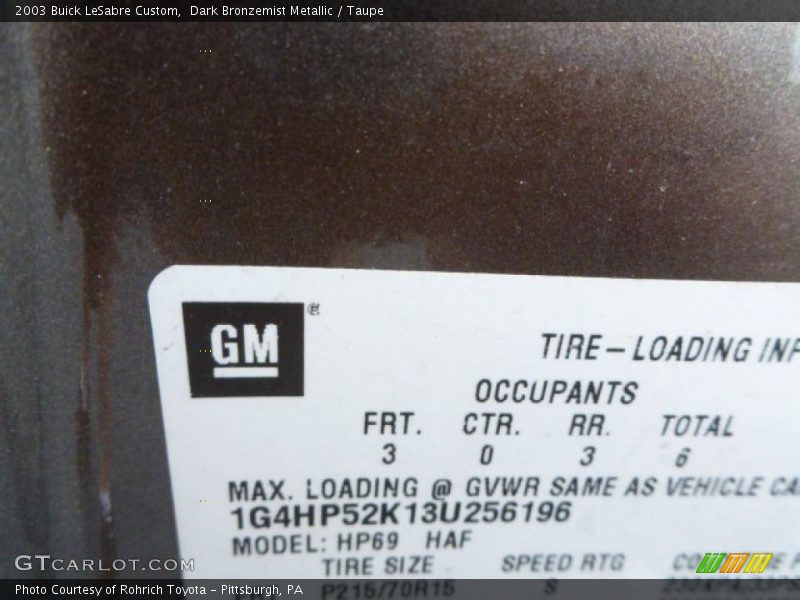 2003 Buick LeSabre Custom, Dark Bronzemist Metallic / Taupe
GM ®
TIRE-LOADING INF
OCCUPANTS
FRT. CTR. RR. TOTAL
3 0 3 6
MAX. LOADING @ GVWR SAME AS VEHICLE CA
1G4HP52K13U256196
MODEL: HP69 HAF
TIRE SIZE SPEED RTG
P215/70R15 S
GTCARLOT.COM
Photo Courtesy of Rohrich Toyota - Pittsburgh, PA